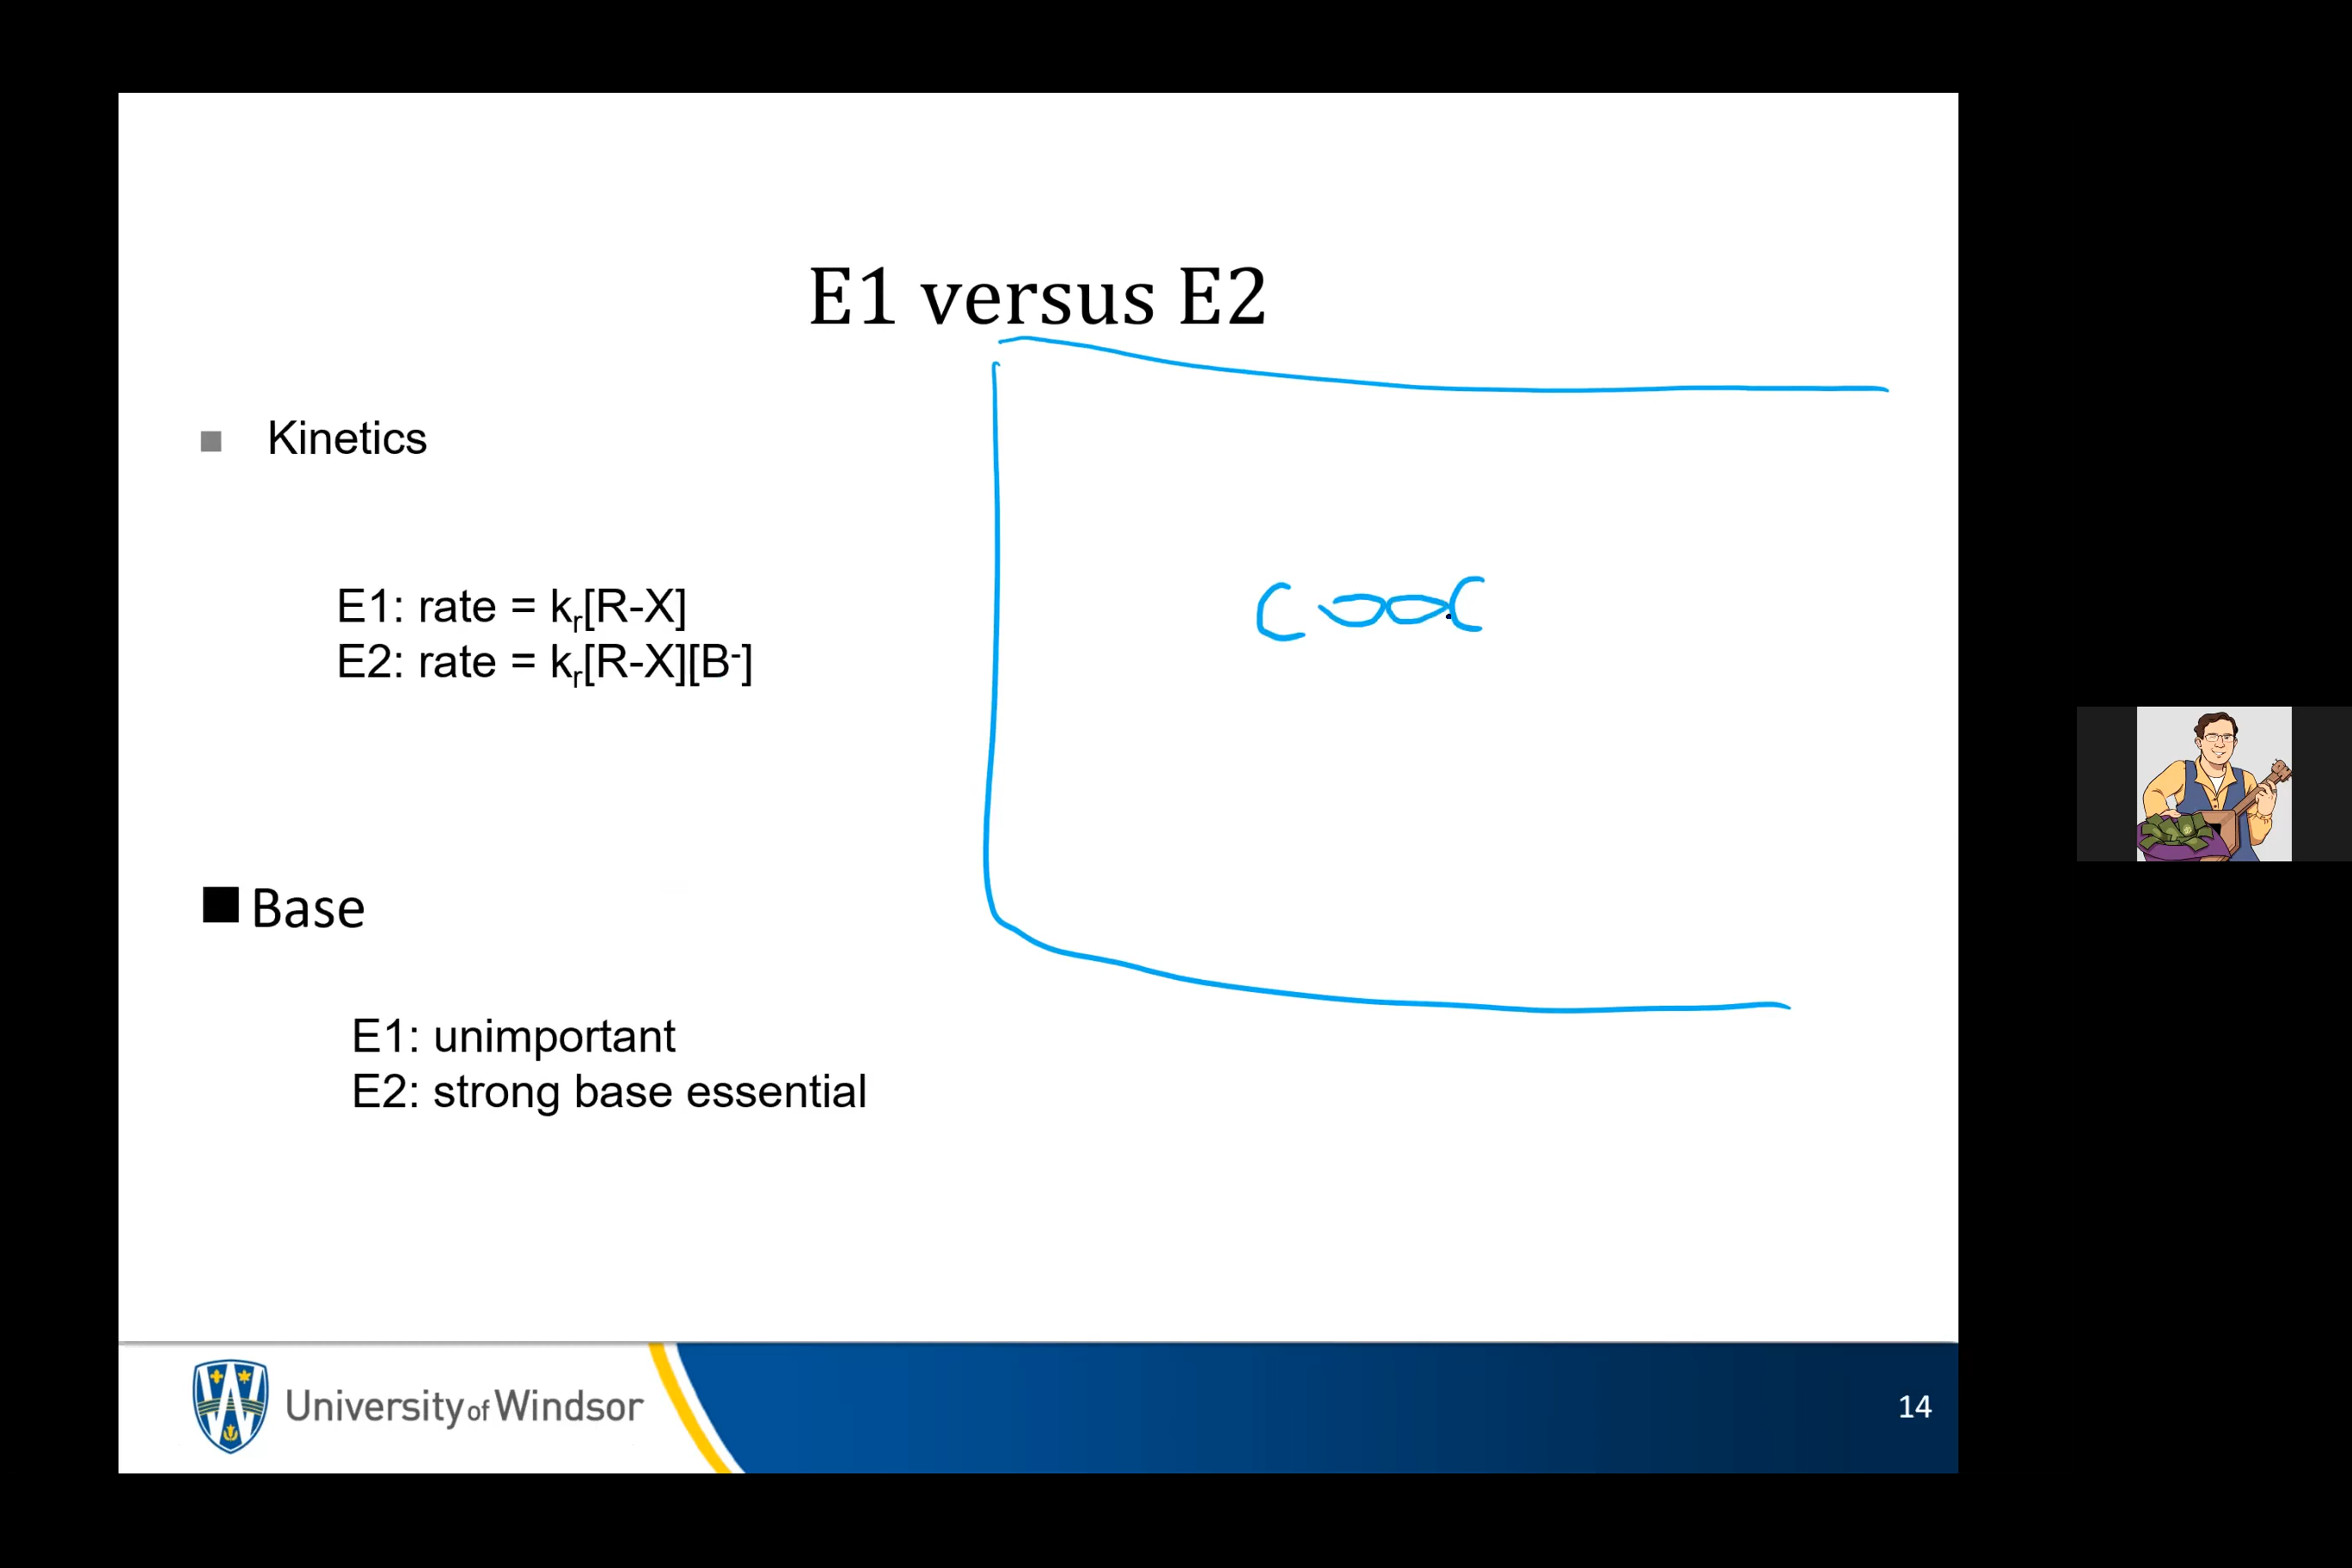 E1 versus E2
Kinetics
E1: rate = kr[R-X]
E2: rate = kr[R-X][B-]
Base
E1: unimportant
E2: strong base essential
University of Windsor
14